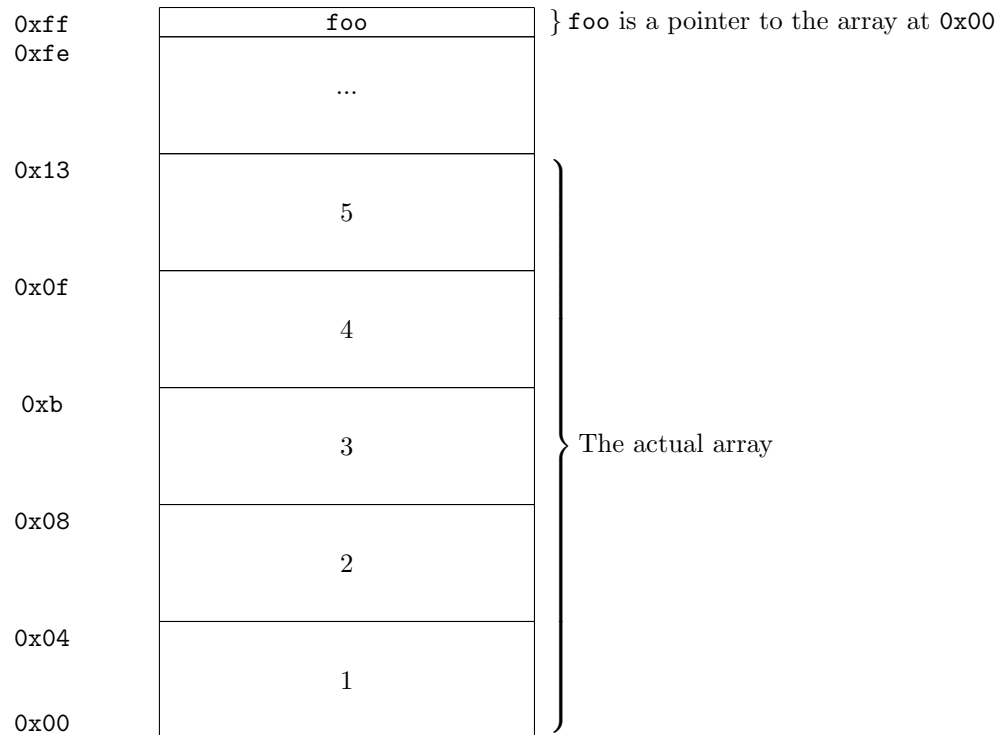 0xff foo } foo is a pointer to the array at 0x00
0xfe
...
0x13
5
0x0f
4
0xb
3 The actual array
0x08
2
0x04
1
0x00